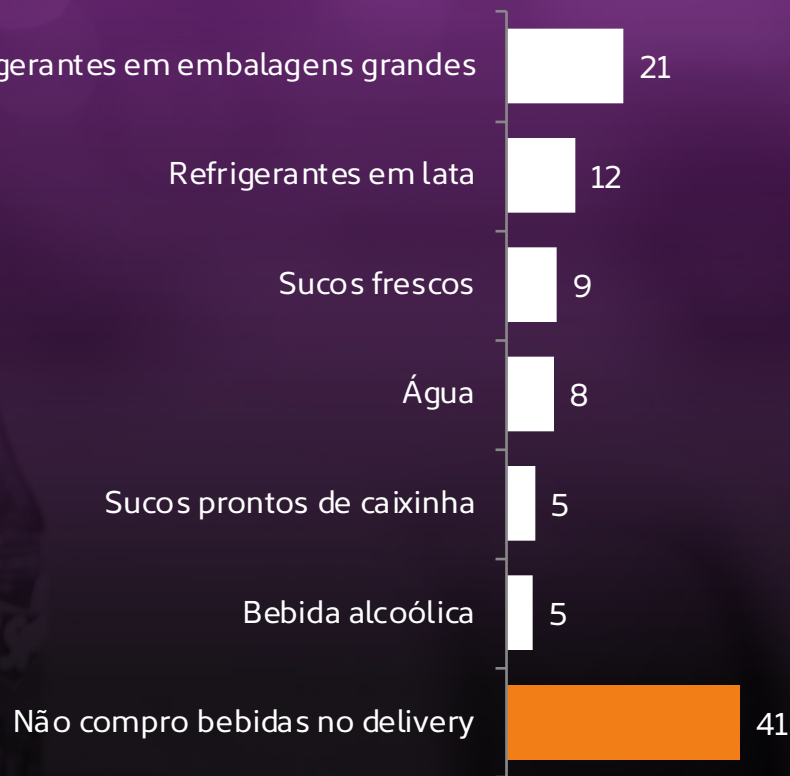 gerantes em embalagens grandes 21
Refrigerantes em lata 12
Sucos frescos 9
Água 8
Sucos prontos de caixinha 5
Bebida alcoólica 5
Não compro bebidas no delivery 41